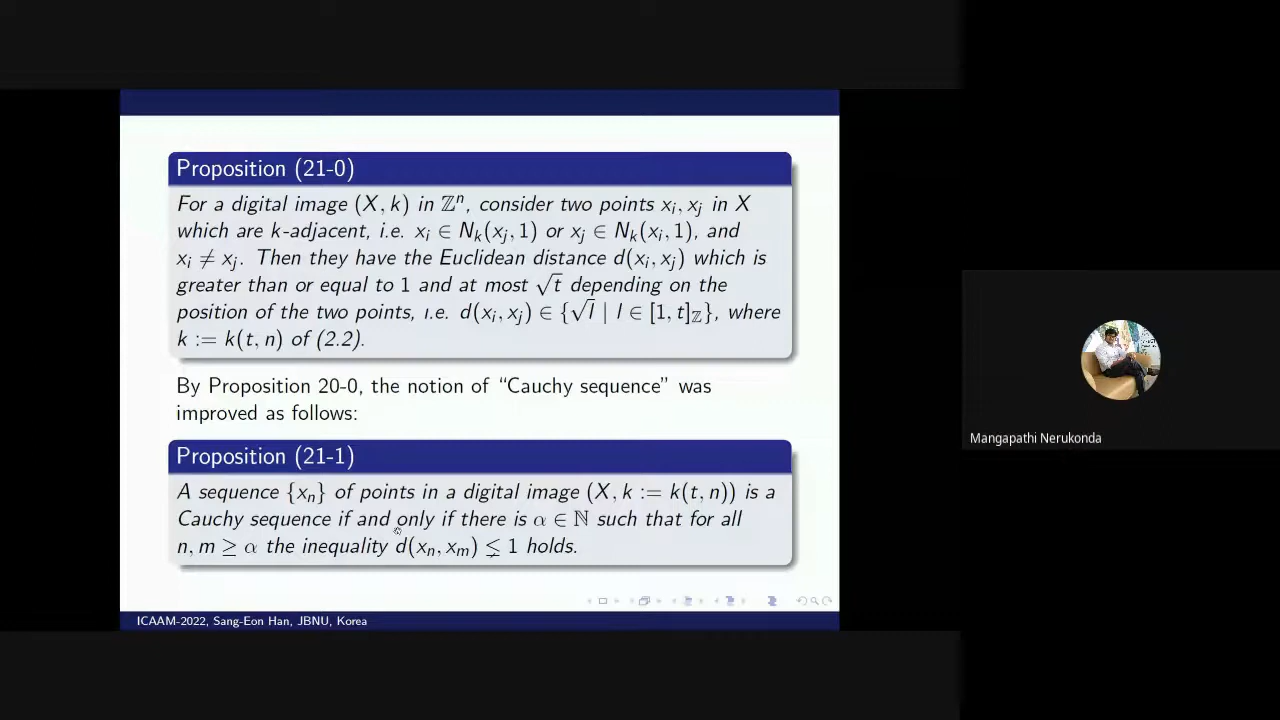 Proposition (21-0)
For a digital image (X, k) in ℤⁿ, consider two points xᵢ, xⱼ in X
which are k-adjacent, i.e. xᵢ ∈ Nₖ(xⱼ, 1) or xⱼ ∈ Nₖ(xᵢ, 1), and
xᵢ ≠ xⱼ. Then they have the Euclidean distance d(xᵢ, xⱼ) which is
greater than or equal to 1 and at most √t depending on the
position of the two points, i.e. d(xᵢ, xⱼ) ∈ {√l | l ∈ [1, t]_ℤ}, where
k := k(t, n) of (2.2).
By Proposition 20-0, the notion of “Cauchy sequence” was
improved as follows:
Proposition (21-1)
A sequence {xₙ} of points in a digital image (X, k := k(t, n)) is a
Cauchy sequence if and only if there is α ∈ ℕ such that for all
n, m ≥ α the inequality d(xₙ, xₘ) ≨ 1 holds.
ICAAM-2022, Sang-Eon Han, JBNU, Korea
Mangapathi Nerukonda